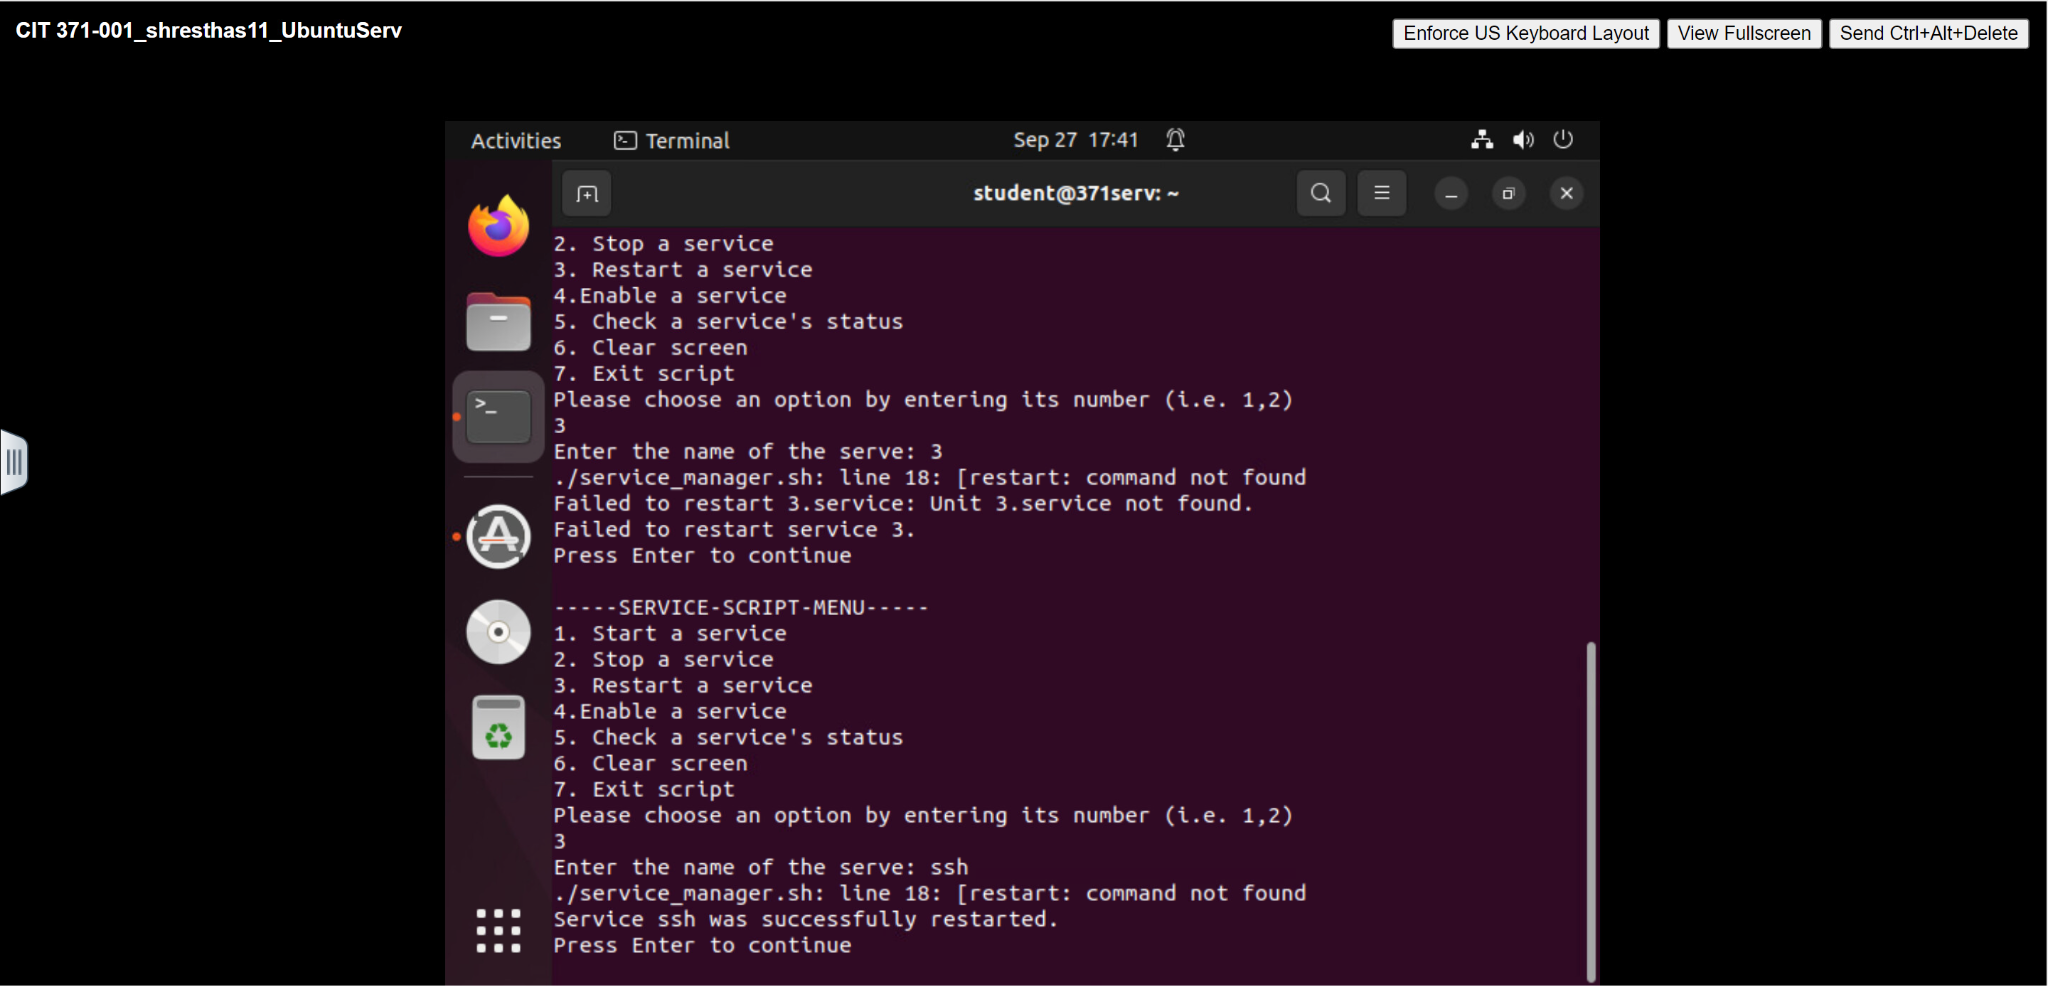 CIT 371-001_shresthas11_UbuntuServ
Enforce US Keyboard Layout
View Fullscreen
Send Ctrl+Alt+Delete
Activities
Terminal
Sep 27 17:41
student@371serv: ~
2. Stop a service
3. Restart a service
4.Enable a service
5. Check a service's status
6. Clear screen
7. Exit script
Please choose an option by entering its number (i.e. 1,2)
3
Enter the name of the serve: 3
./service_manager.sh: line 18: [restart: command not found
Failed to restart 3.service: Unit 3.service not found.
Failed to restart service 3.
Press Enter to continue
-----SERVICE-SCRIPT-MENU-----
1. Start a service
2. Stop a service
3. Restart a service
4.Enable a service
5. Check a service's status
6. Clear screen
7. Exit script
Please choose an option by entering its number (i.e. 1,2)
3
Enter the name of the serve: ssh
./service_manager.sh: line 18: [restart: command not found
Service ssh was successfully restarted.
Press Enter to continue